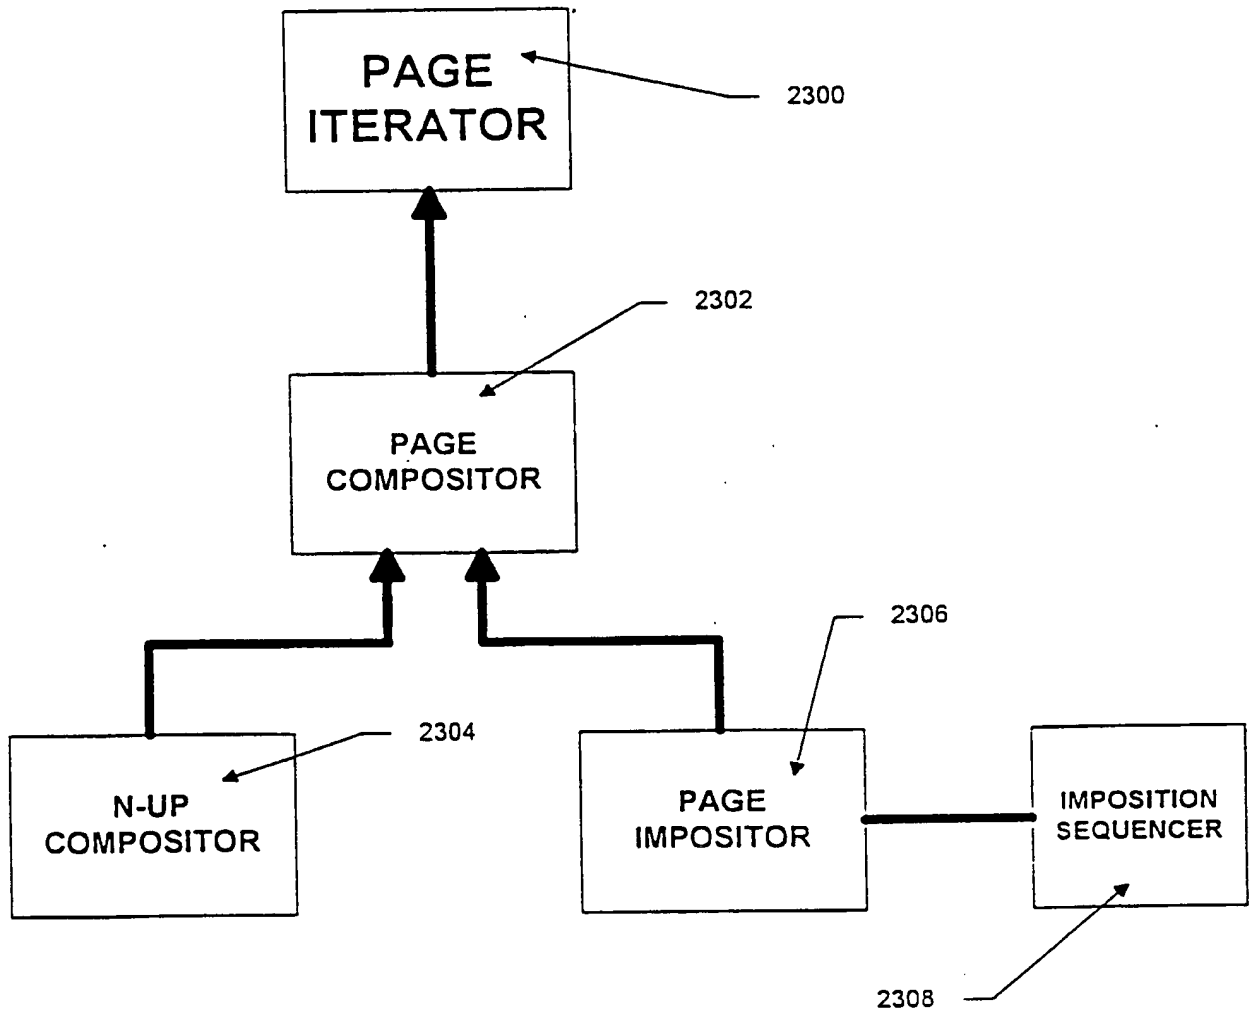 PAGE
ITERATOR
2300
2302
PAGE
COMPOSITOR
2306
2304
N-UP
COMPOSITOR
PAGE
IMPOSITOR
IMPOSITION
SEQUENCER
2308